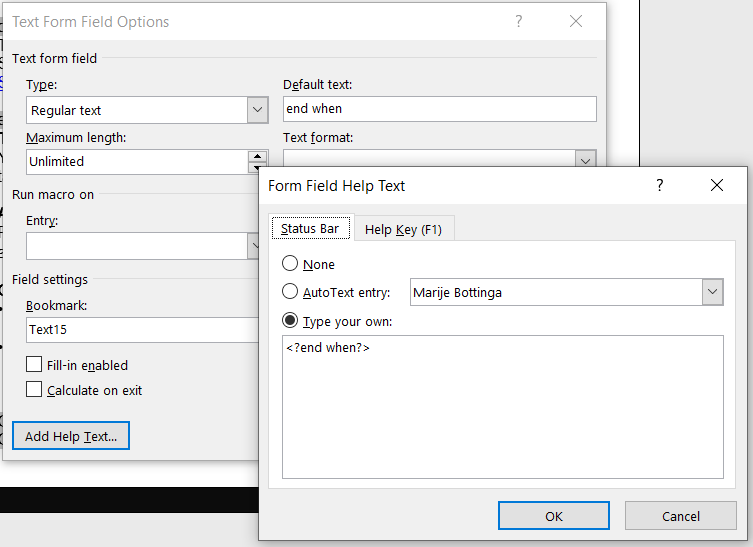 Text Form Field Options
?
Text form field
Type:
Default text:
Regular text
end when
Maximum length:
Text format:
Unlimited
Run macro on
Entry:
Field settings
Bookmark:
Text15
Fill-in enabled
Calculate on exit
Add Help Text...
Form Field Help Text
?
Status Bar
Help Key (F1)
None
AutoText entry:
Marije Bottinga
Type your own:
<?end when?>
OK
Cancel